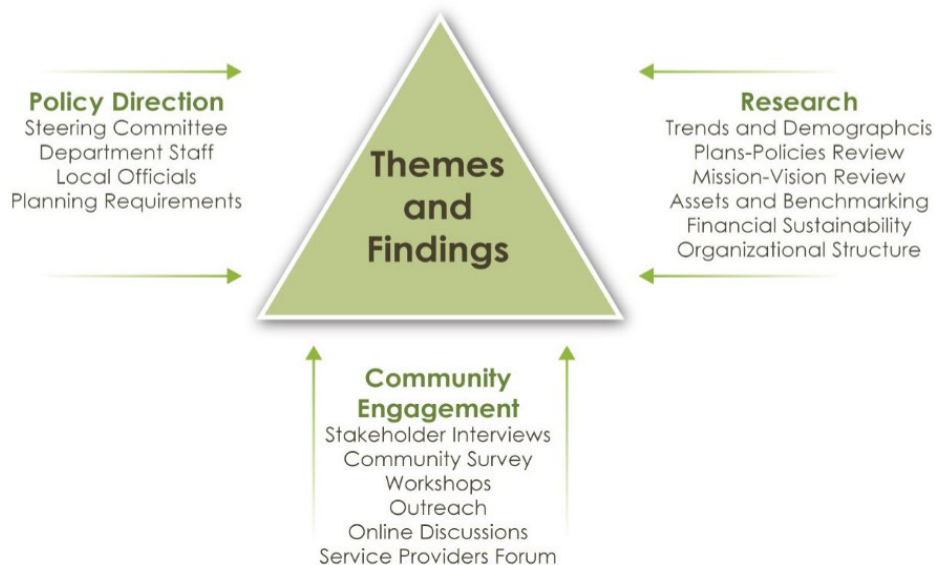 Policy Direction
Steering Committee
Department Staff
Local Officials
Planning Requirements
Themes
and
Findings
Research
Trends and Demographcis
Plans-Policies Review
Mission-Vision Review
Assets and Benchmarking
Financial Sustainability
Organizational Structure
Community
Engagement
Stakeholder Interviews
Community Survey
Workshops
Outreach
Online Discussions
Service Providers Forum